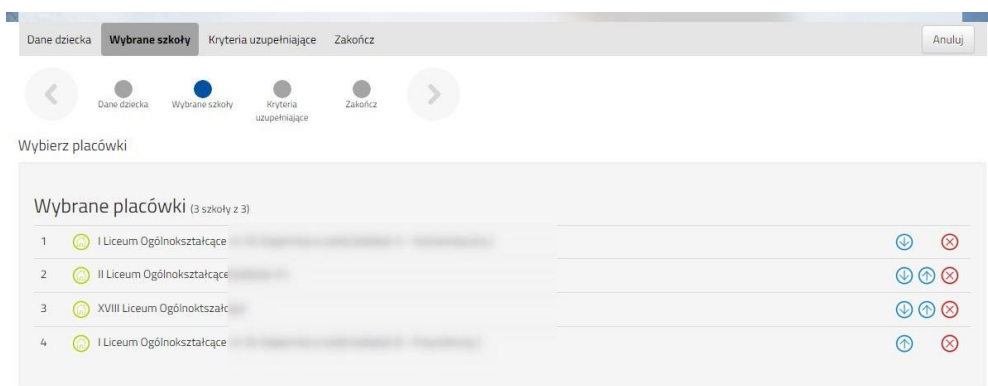 Dane dziecka Wybrane szkoły Kryteria uzupełniające Zakończ Anuluj
Dane dziecka Wybrane szkoły Kryteria uzupełniające Zakończ
Wybierz placówki
Wybrane placówki (3 szkoły z 3)
1 I Liceum Ogólnokształcące
2 II Liceum Ogólnokształcące
3 XVIII Liceum Ogólnoktszałc
4 I Liceum Ogólnokształcące